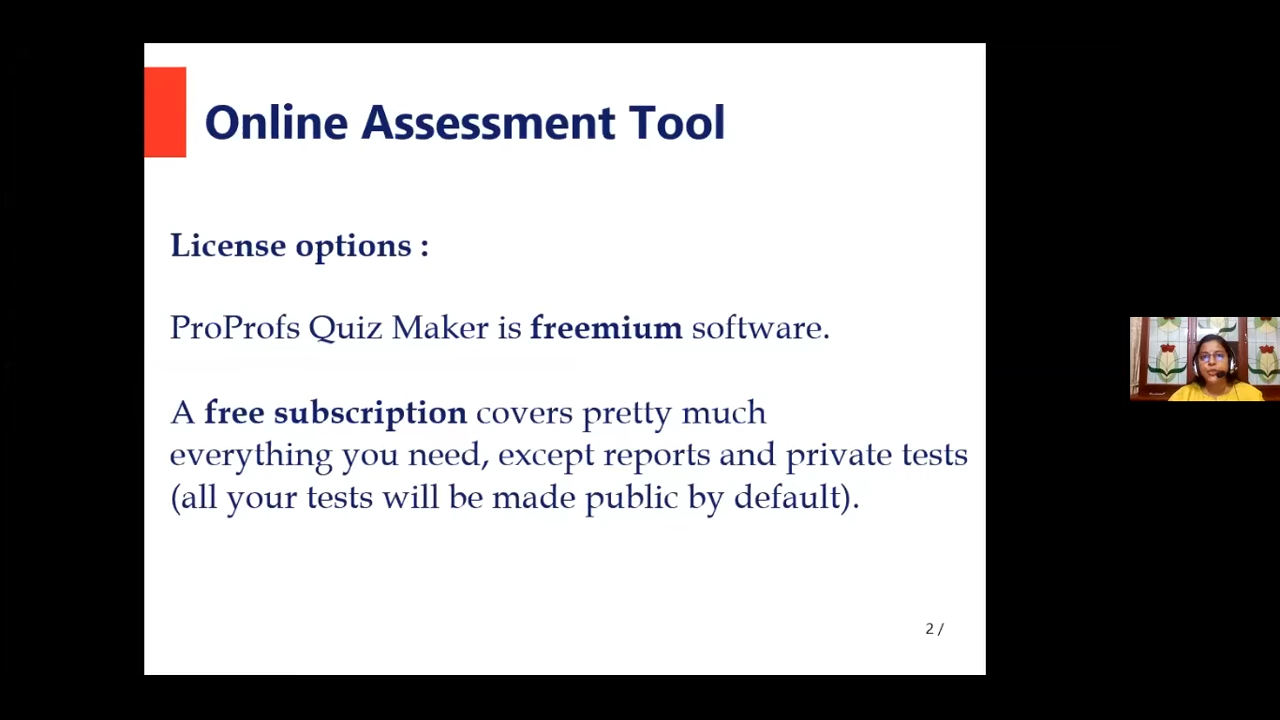 Online Assessment Tool
License options :
ProProfs Quiz Maker is freemium software.
A free subscription covers pretty much
everything you need, except reports and private tests
(all your tests will be made public by default).
2 /